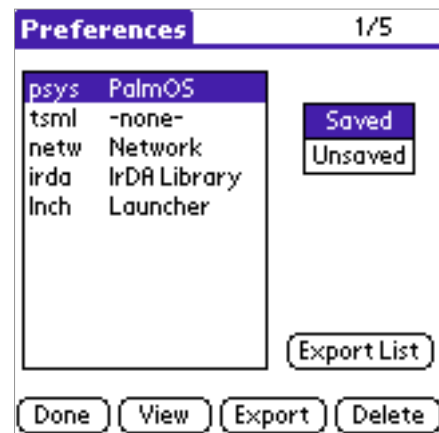 Preferences 1/5
psys PalmOS
tsml -none-
netw Network
irda IrDA Library
lnch Launcher
Saved
Unsaved
Export List
Done View Export Delete